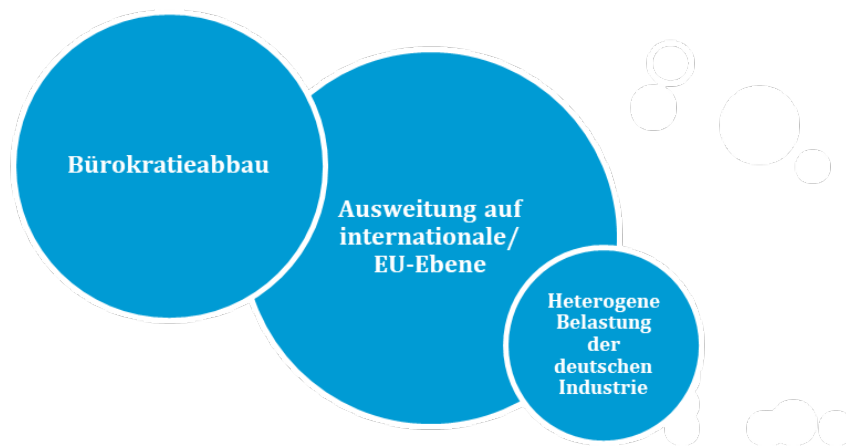 Bürokratieabbau
Ausweitung auf
internationale/
EU-Ebene
Heterogene
Belastung
der
deutschen
Industrie